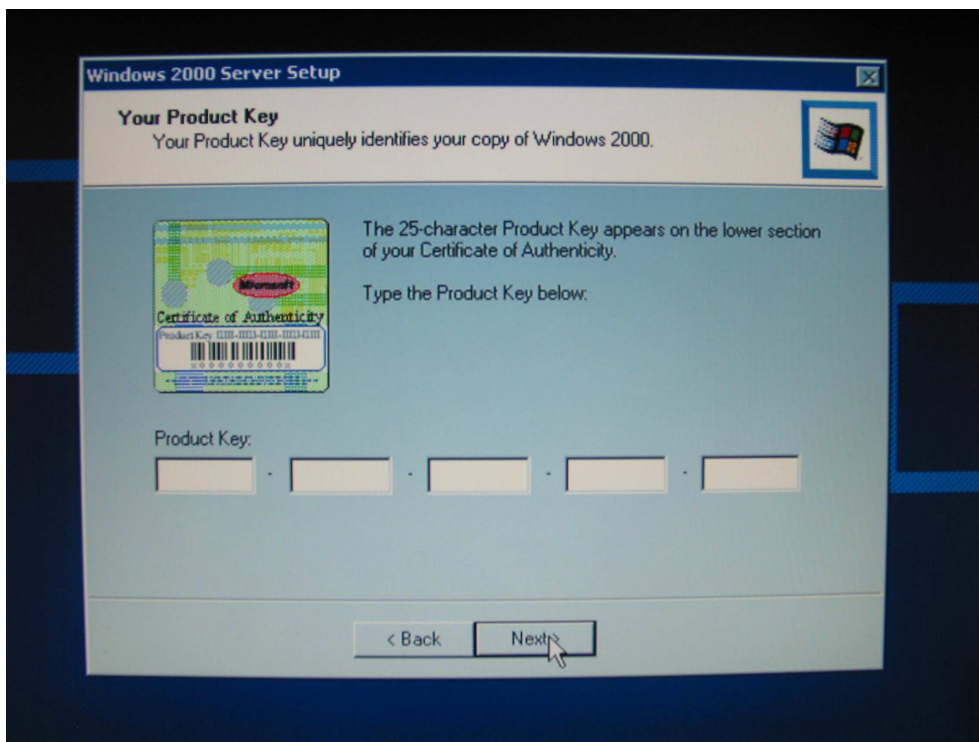 Windows 2000 Server Setup
Your Product Key
Your Product Key uniquely identifies your copy of Windows 2000.
The 25-character Product Key appears on the lower section
of your Certificate of Authenticity.
Type the Product Key below:
Microsoft
Certificate of Authenticity
Product Key
Product Key:
- - - -
< Back
Next >